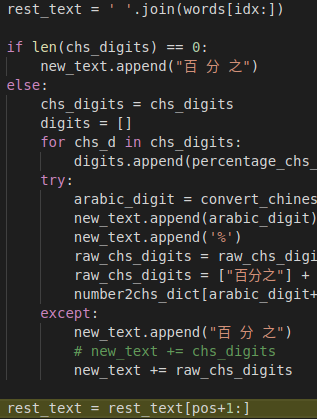 rest_text = ' '.join(words[idx:])
if len(chs_digits) == 0:
new_text.append("百 分 之")
else:
chs_digits = chs_digits
digits = []
for chs_d in chs_digits:
digits.append(percentage_chs_
try:
arabic_digit = convert_chines
new_text.append(arabic_digit)
new_text.append('%')
raw_chs_digits = raw_chs_digi
raw_chs_digits = ["百分之"] +
number2chs_dict[arabic_digit+
except:
new_text.append("百 分 之")
# new_text += chs_digits
new_text += raw_chs_digits
rest_text = rest_text[pos+1:]